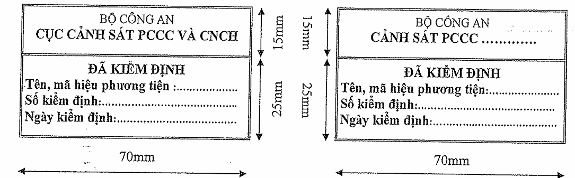 BỘ CÔNG AN
CỤC CẢNH SÁT PCCC VÀ CNCH
ĐÃ KIỂM ĐỊNH
Tên, mã hiệu phương tiện :................
Số kiểm định:.....................................
Ngày kiểm định:.................................
15mm
25mm
70mm
BỘ CÔNG AN
CẢNH SÁT PCCC .............
ĐÃ KIỂM ĐỊNH
Tên, mã hiệu phương tiện:................
Số kiểm định:.....................................
Ngày kiểm định:.................................
15mm
25mm
70mm